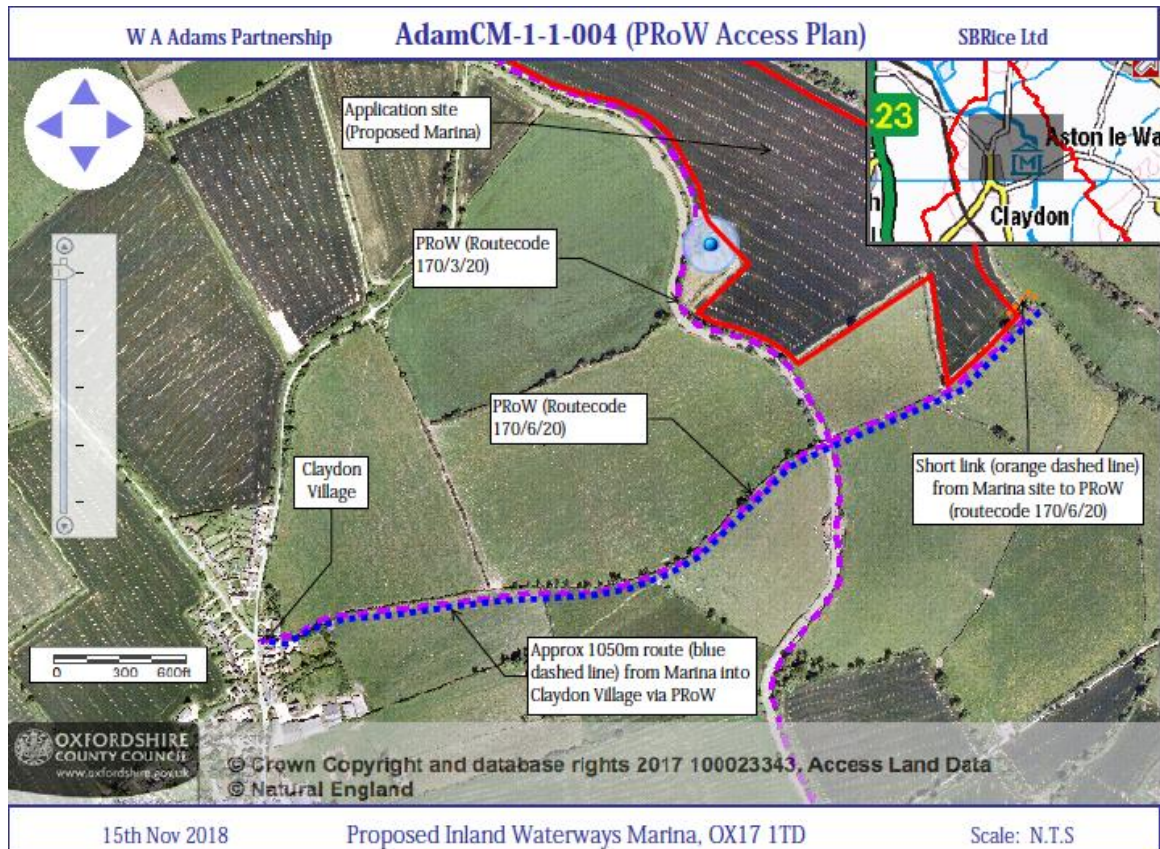 W A Adams Partnership AdamCM-1-1-004 (PRoW Access Plan) SBRice Ltd
Application site
(Proposed Marina)
.23
Aston le Wa
Claydon
PRoW (Routecode
170/3/20)
PRoW (Routecode
170/6/20)
Claydon
Village
Short link (orange dashed line)
from Marina site to PRoW
(routecode 170/6/20)
Approx 1050m route (blue
dashed line) from Marina into
Claydon Village via PRoW
0 300 600ft
OXFORDSHIRE
COUNTY COUNCIL
www.oxfordshire.gov.uk
© Crown Copyright and database rights 2017 100023343, Access Land Data
© Natural England
15th Nov 2018 Proposed Inland Waterways Marina, OX17 1TD Scale: N.T.S